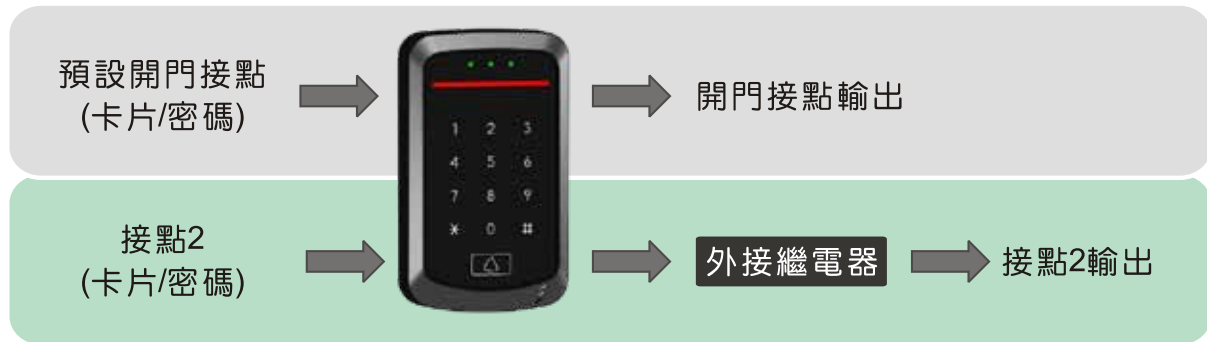 預設開門接點
(卡片/密碼)
開門接點輸出
1 2 3
4 5 6
7 8 9
* 0 #
接點2
(卡片/密碼)
外接繼電器
接點2輸出